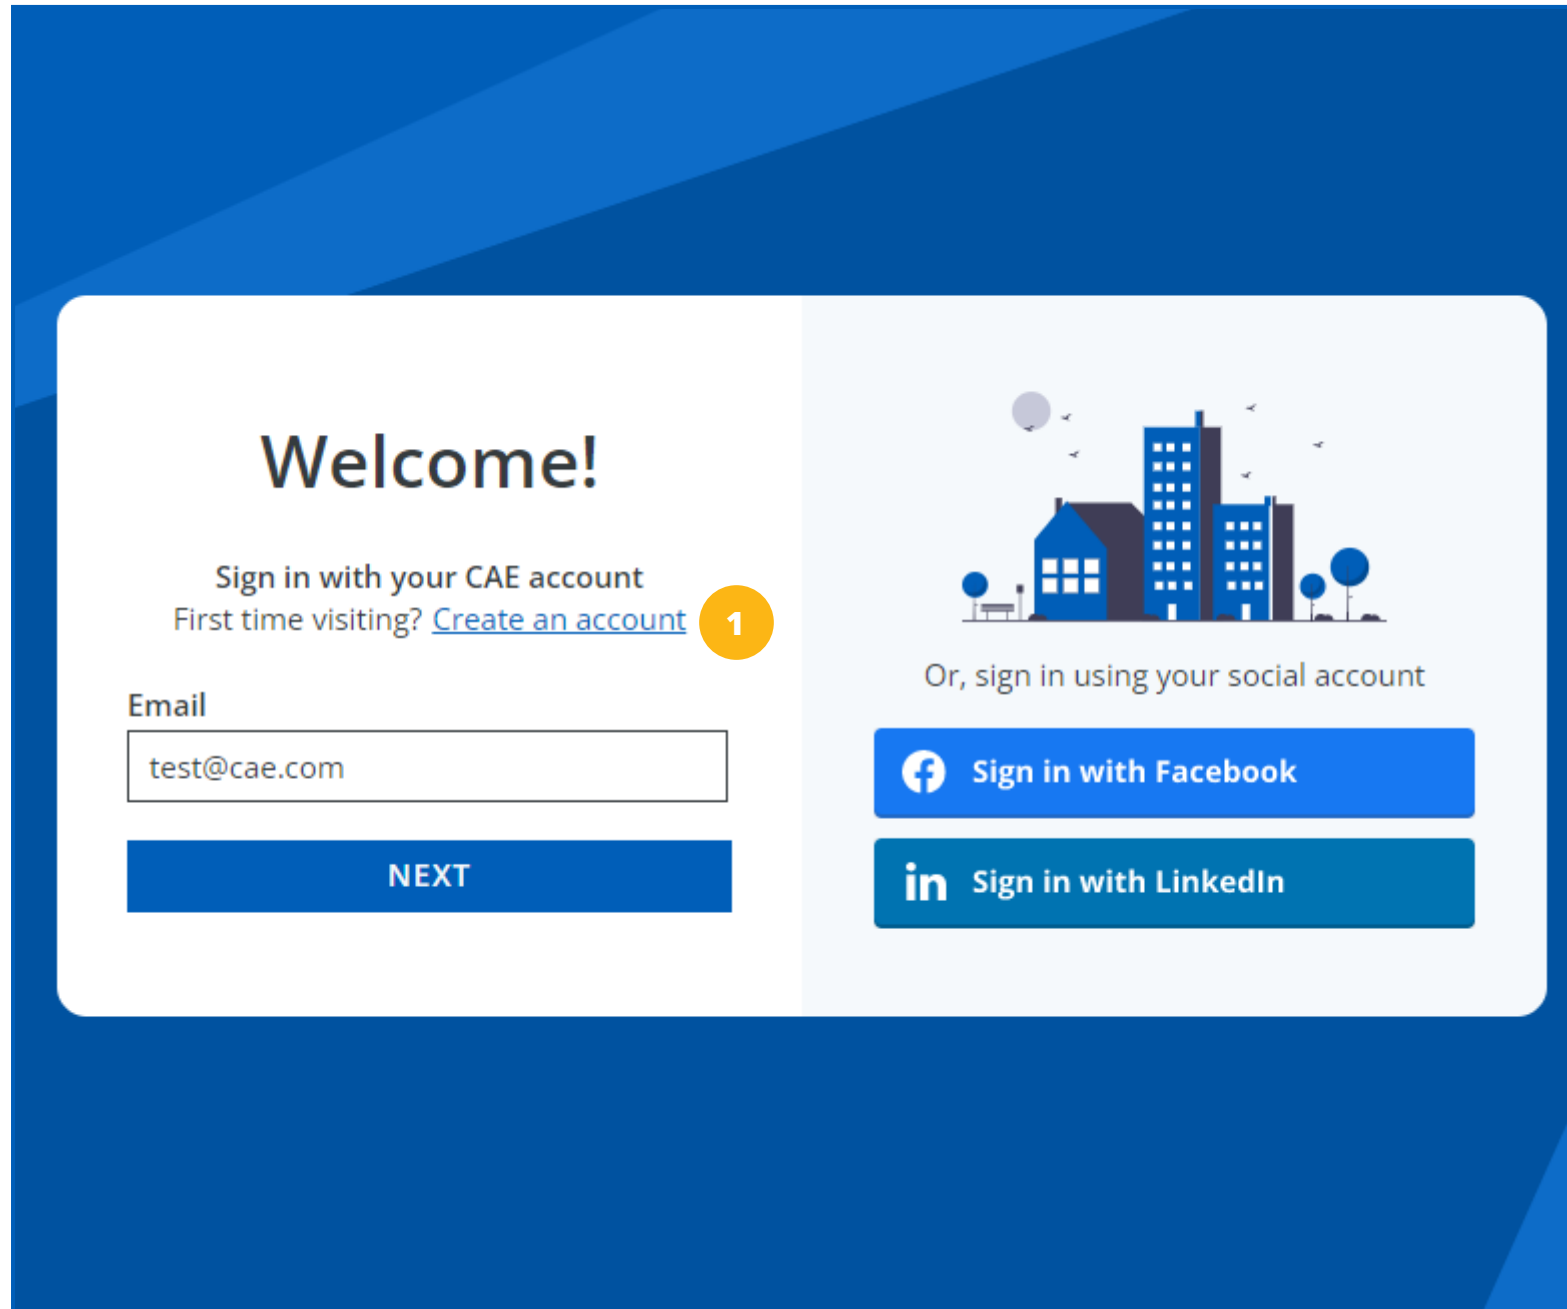 Welcome!
Sign in with your CAE account
First time visiting? Create an account
1
Email
test@cae.com
NEXT
Or, sign in using your social account
Sign in with Facebook
in Sign in with LinkedIn